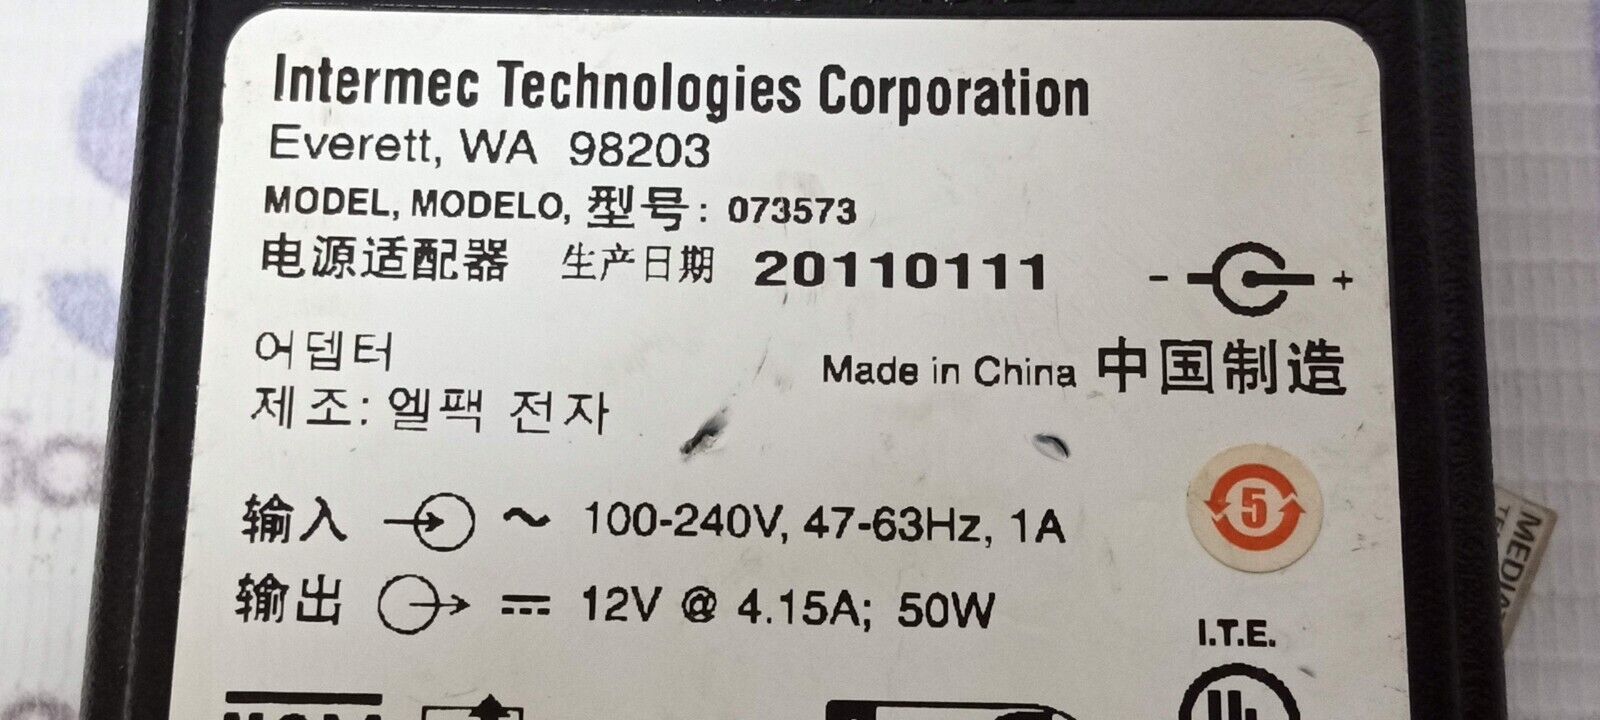 Intermec Technologies Corporation
Everett, WA 98203
MODEL, MODELO, 型号: 073573
电源适配器 生产日期 20110111
- +
어뎁터
Made in China 中国制造
제조: 엘팩 전자
输入 ~ 100-240V, 47-63Hz, 1A
5
输出 12V @ 4.15A; 50W
I.T.E.
MEDIA